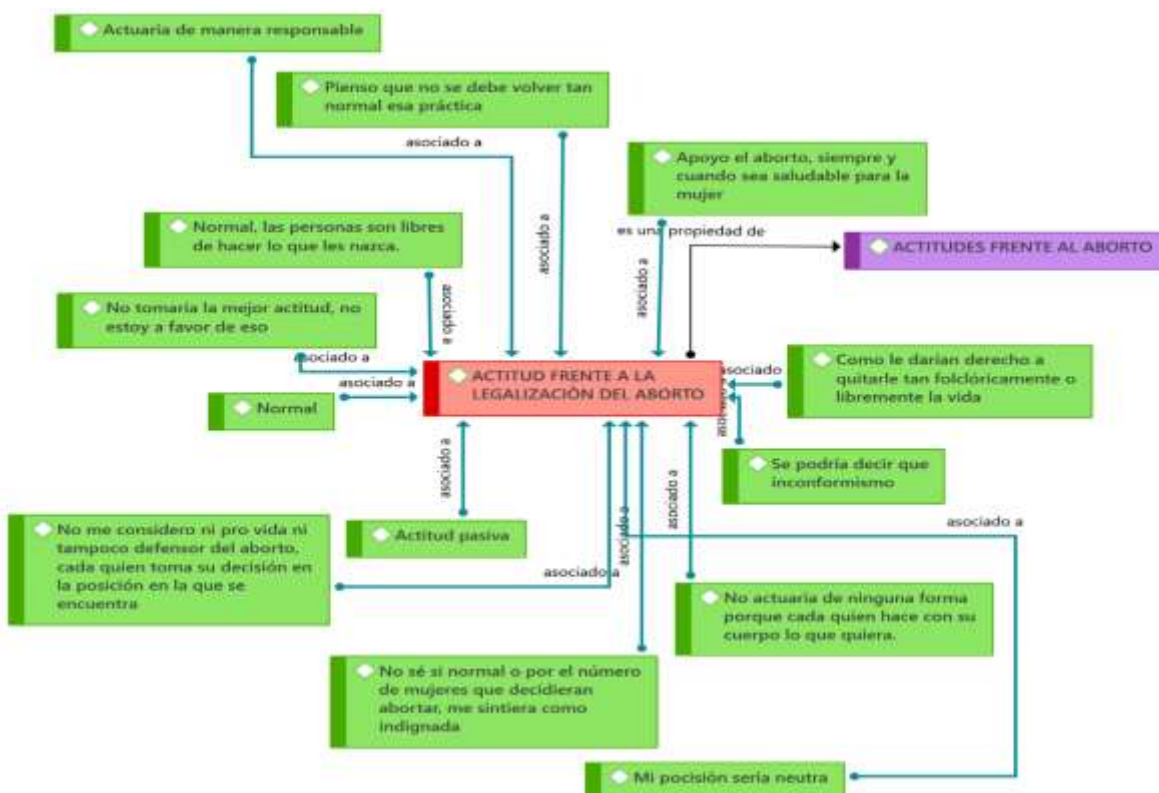 Actuaria de manera responsable
Pienso que no se debe volver tan
normal esa práctica
asociado a
Apoyo el aborto, siempre y
cuando sea saludable para la
mujer
Normal, las personas son libres
de hacer lo que les nazca.
asociado a
es una propiedad de
ACTITUDES FRENTE AL ABORTO
asociado a
asociado a
No tomaria la mejor actitud, no
estoy a favor de eso
asociado a
asociado a
Normal
ACTITUD FRENTE A LA
LEGALIZACIÓN DEL ABORTO
asociado
Como le darian derecho a
quitarle tan folclóricamente o
libremente la vida
Se podría decir que
inconformismo
asociado a
asociado a
asociado a
asociado a
No me considero ni pro vida ni
tampoco defensor del aborto,
cada quien toma su decisión en
la posición en la que se
encuentra
Actitud pasiva
asociado a
No actuaria de ninguna forma
porque cada quien hace con su
cuerpo lo que quiera.
No sé si normal o por el número
de mujeres que decidieran
abortar, me sintiera como
indignada
Mi pocisión seria neutra